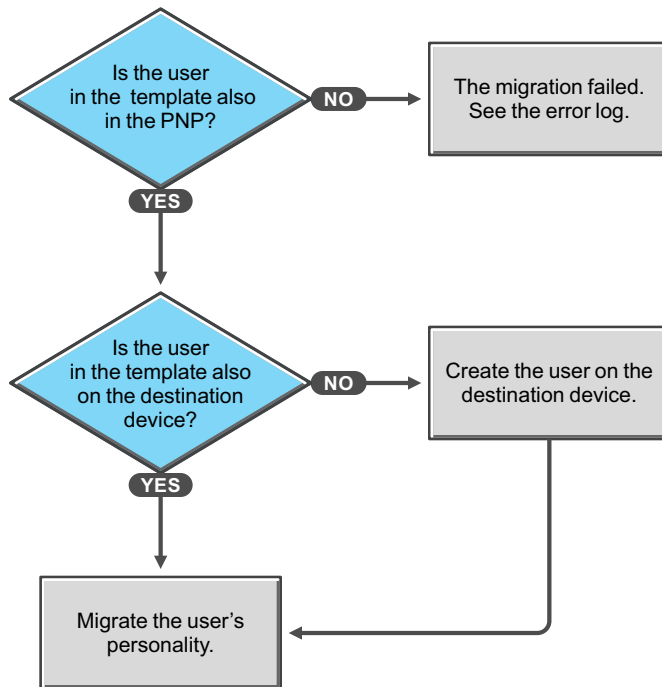 Is the user
in the template also
in the PNP?
NO
The migration failed.
See the error log.
YES
Is the user
in the template also
on the destination
device?
NO
Create the user on the
destination device.
YES
Migrate the user's
personality.